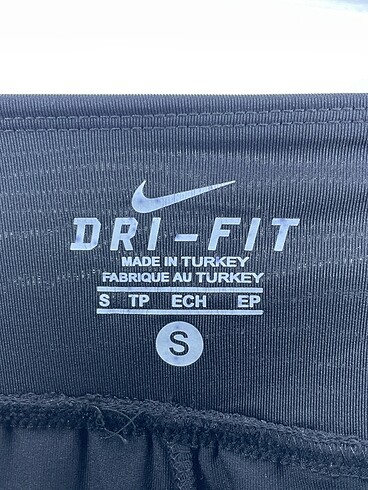 DRI-FIT
MADE IN TURKEY
FABRIQUE AU TURKEY
S TP ECH EP
S